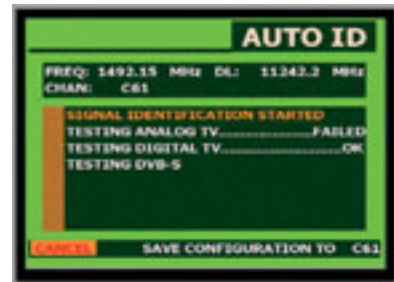 AUTO ID
FREQ: 1492.15 MHz DL: 11242.2 MHz
CHAN: C61
SIGNAL IDENTIFICATION STARTED
TESTING ANALOG TV..................FAILED
TESTING DIGITAL TV.......................OK
TESTING DVB-S
CANCEL SAVE CONFIGURATION TO C61